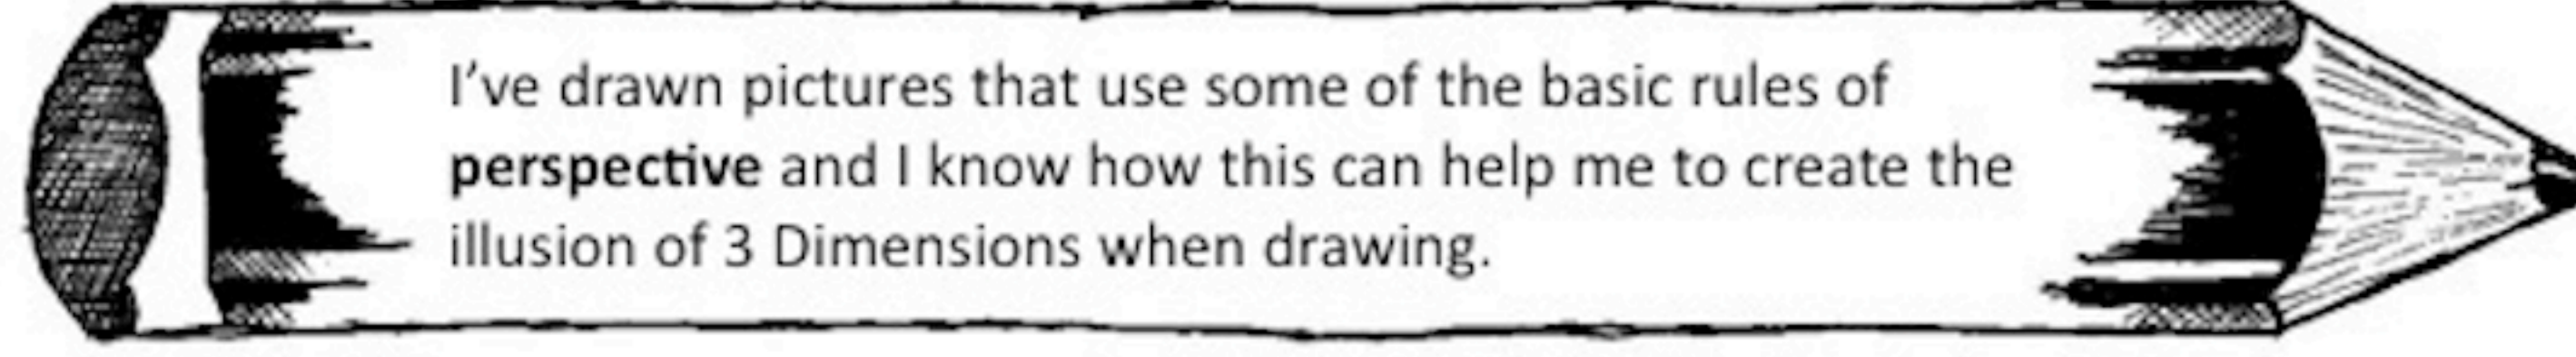 I’ve drawn pictures that use some of the basic rules of
perspective and I know how this can help me to create the
illusion of 3 Dimensions when drawing.